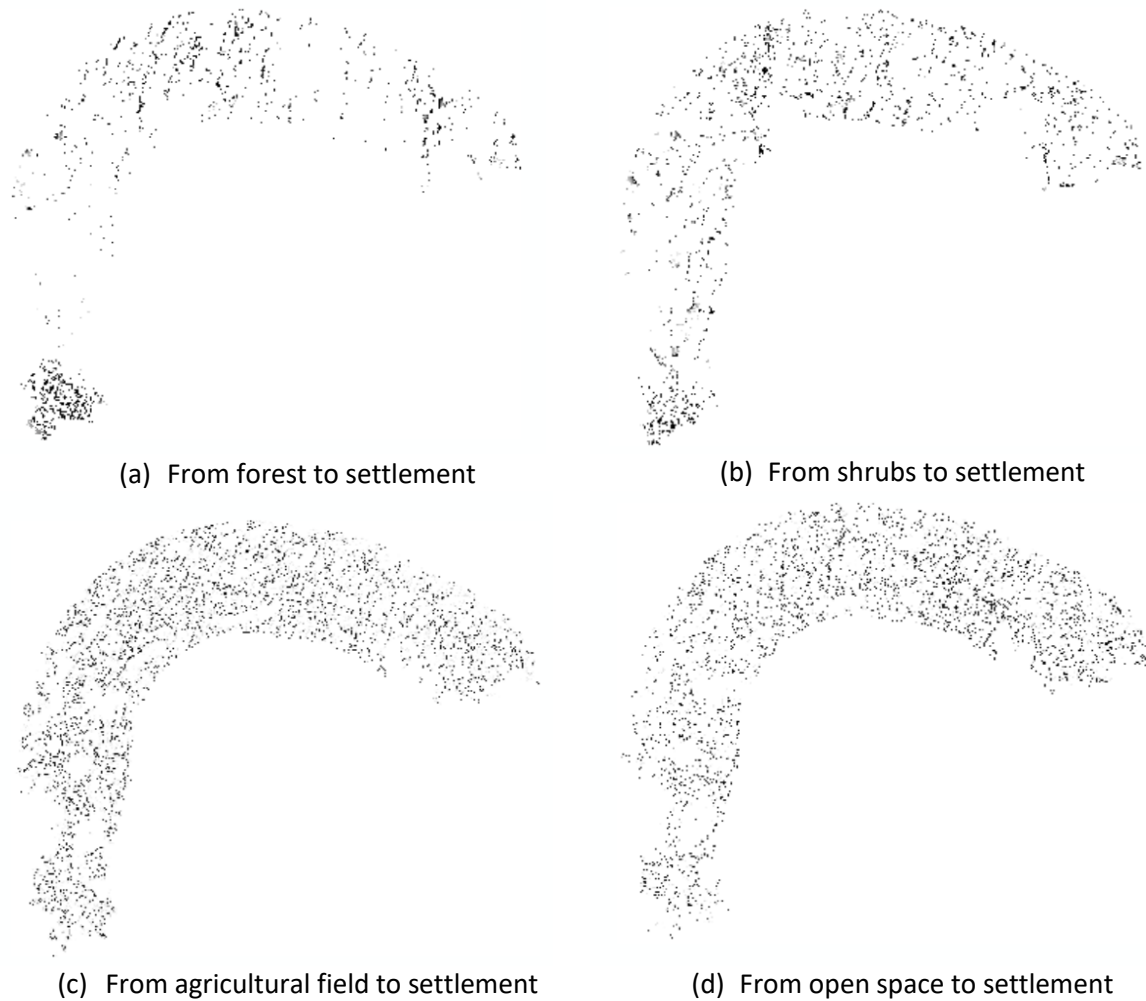 (a) From forest to settlement
(b) From shrubs to settlement
(c) From agricultural field to settlement
(d) From open space to settlement